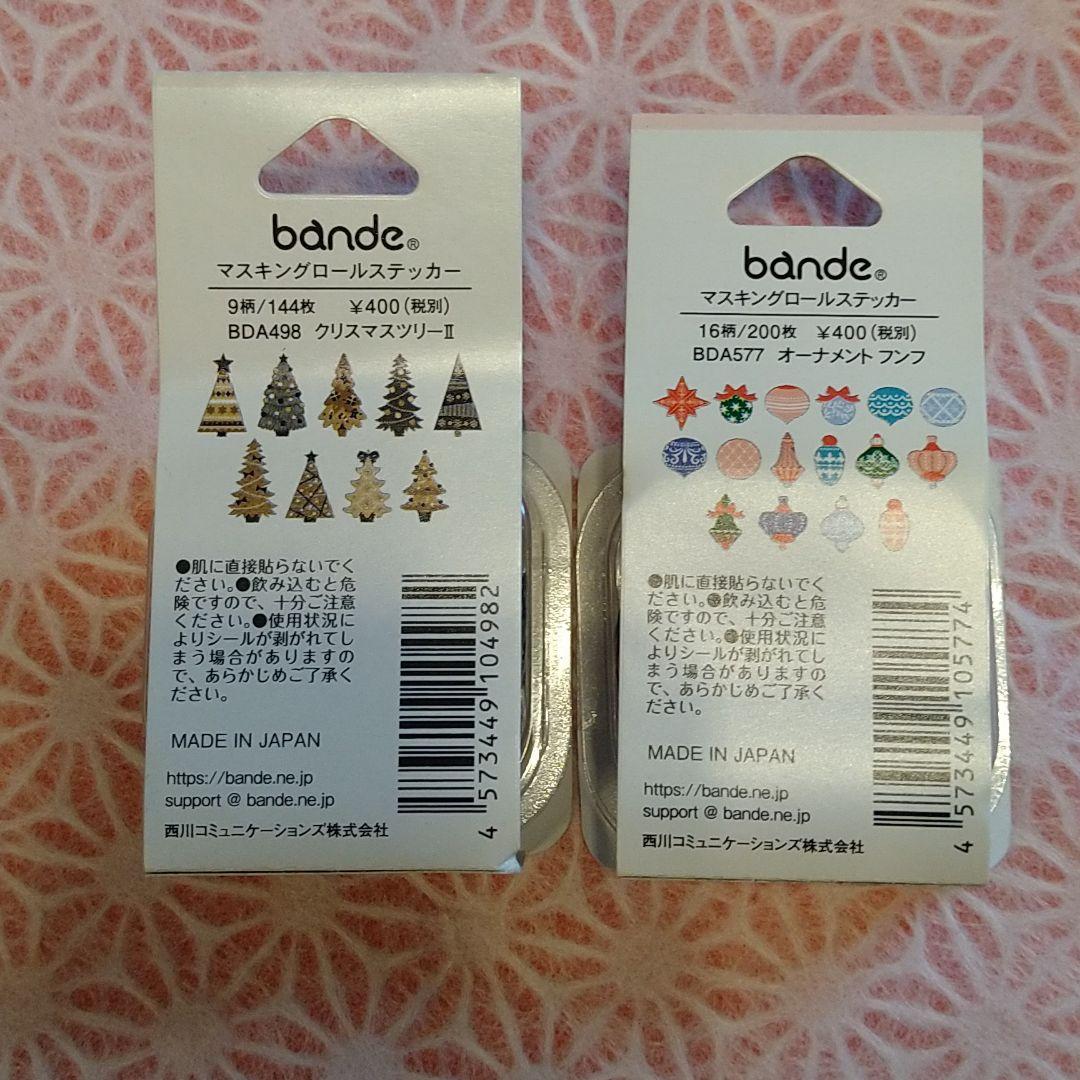 bande®
マスキングロールステッカー
9柄/144枚 ¥400(税別)
BDA498 クリスマスツリーⅡ
●肌に直接貼らないでく
ださい。●飲み込むと危
険ですので、十分ご注意
ください。●使用状況に
よりシールが剥がれてし
まう場合がありますの
で、あらかじめご了承く
ださい。
MADE IN JAPAN
https://bande.ne.jp
support @ bande.ne.jp
西川コミュニケーションズ株式会社
4 573449 104982
bande®
マスキングロールステッカー
16柄/200枚 ¥400(税別)
BDA577 オーナメント フンフ
●肌に直接貼らないでく
ださい。●飲み込むと危
険ですので、十分ご注意
ください。●使用状況に
よりシールが剥がれてし
まう場合がありますの
で、あらかじめご了承く
ださい。
MADE IN JAPAN
https://bande.ne.jp
support @ bande.ne.jp
西川コミュニケーションズ株式会社
4 573449 105774